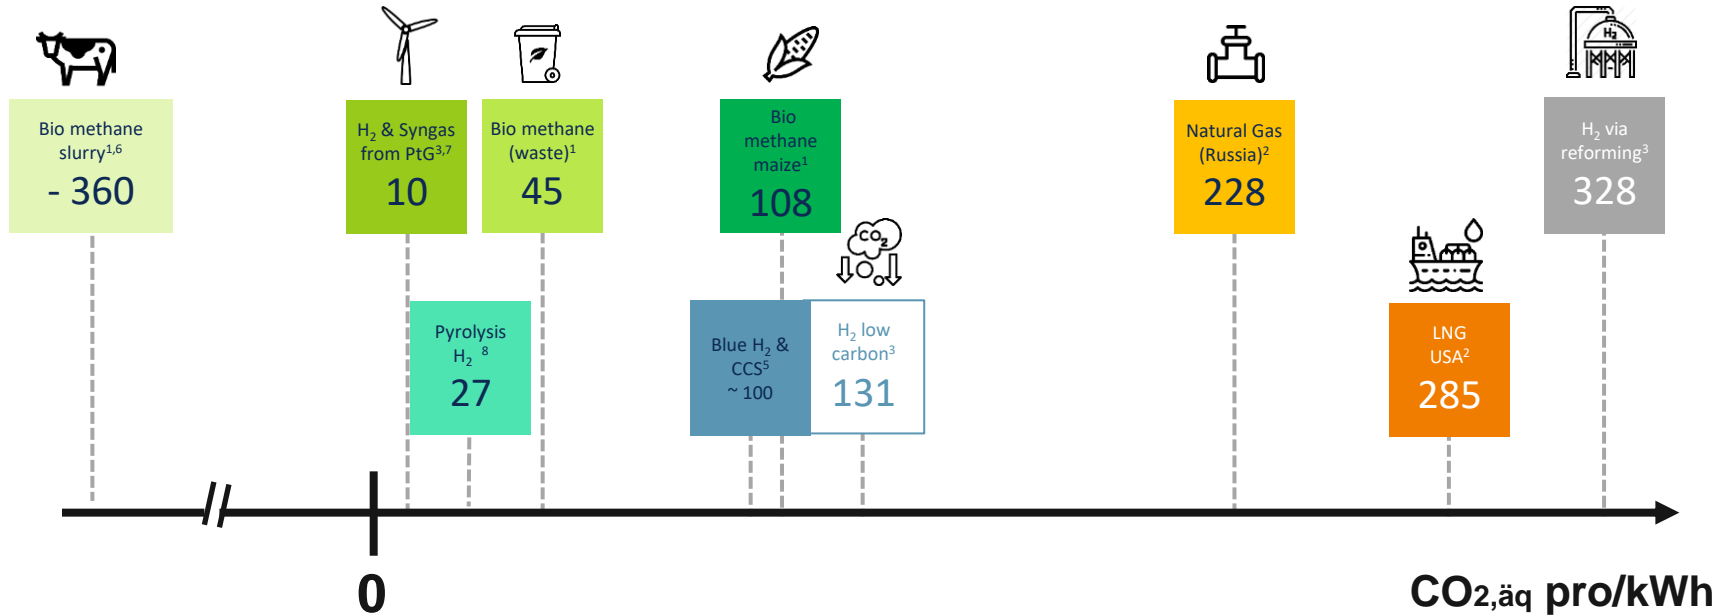 Bio methane
slurry1,6
- 360
H2 & Syngas
from PtG3,7
10
Bio methane
(waste)1
45
Bio
methane
maize1
108
Natural Gas
(Russia)2
228
H2
H2 via
reforming3
328
CO2
Pyrolysis
H2 8
27
Blue H2 &
CCS5
~ 100
H2 low
carbon3
131
LNG
USA2
285
0
CO2,äq pro/kWh